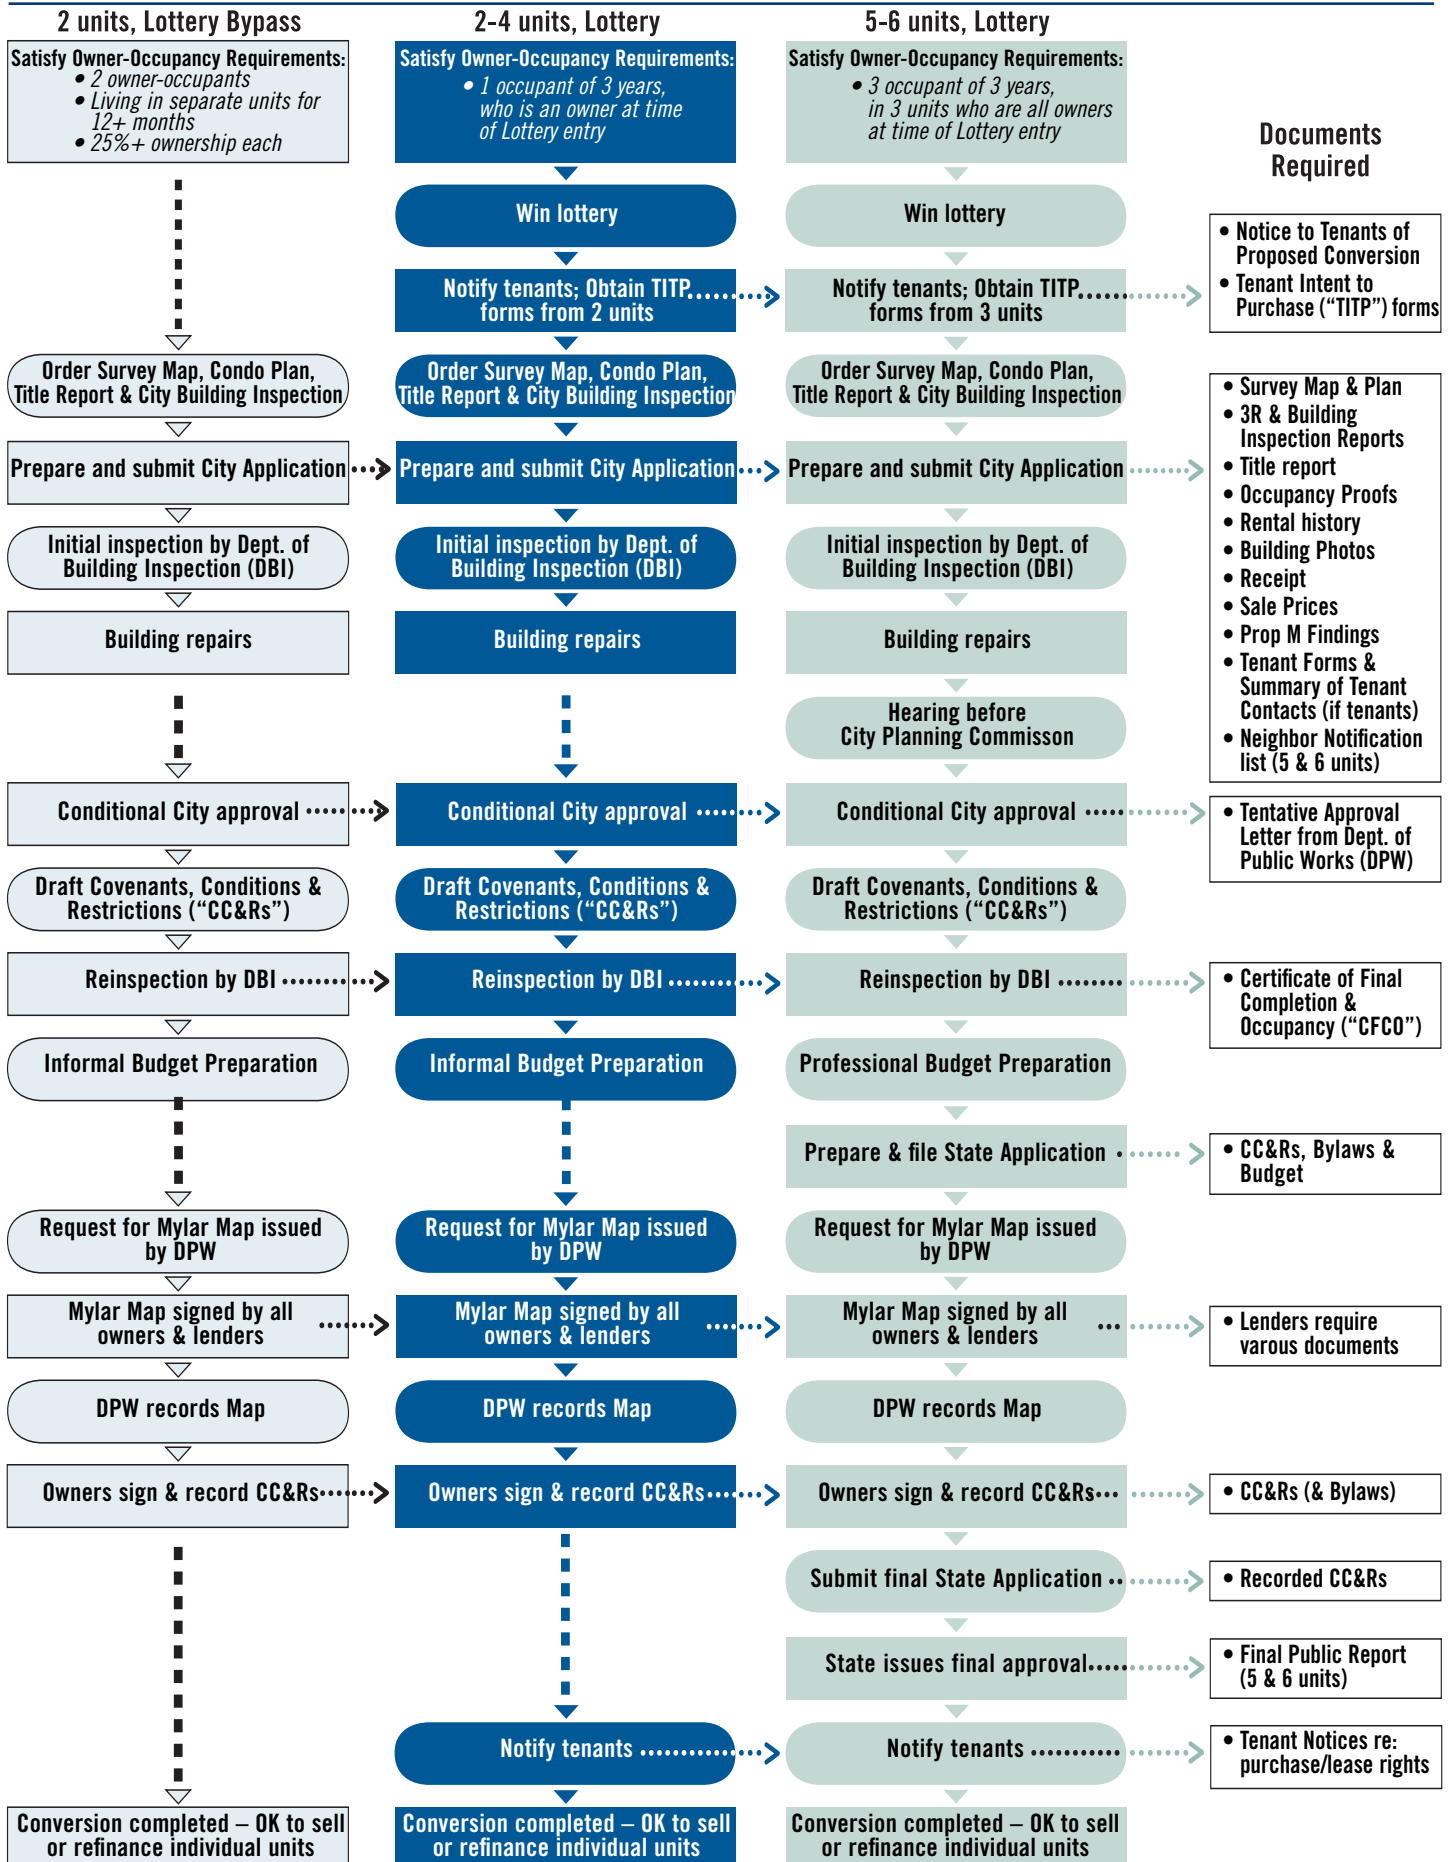 2 units, Lottery Bypass
Satisfy Owner-Occupancy Requirements:
• 2 owner-occupants
• Living in separate units for
12+ months
• 25%+ ownership each
Order Survey Map, Condo Plan,
Title Report & City Building Inspection
Prepare and submit City Application
Initial inspection by Dept. of
Building Inspection (DBI)
Building repairs
Conditional City approval
Draft Covenants, Conditions &
Restrictions (“CC&Rs”)
Reinspection by DBI
Informal Budget Preparation
Request for Mylar Map issued
by DPW
Mylar Map signed by all
owners & lenders
DPW records Map
Owners sign & record CC&Rs
Conversion completed – OK to sell
or refinance individual units
2-4 units, Lottery
Satisfy Owner-Occupancy Requirements:
• 1 occupant of 3 years,
who is an owner at time
of Lottery entry
Win lottery
Notify tenants; Obtain TITP
forms from 2 units
Order Survey Map, Condo Plan,
Title Report & City Building Inspection
Prepare and submit City Application
Initial inspection by Dept. of
Building Inspection (DBI)
Building repairs
Conditional City approval
Draft Covenants, Conditions &
Restrictions (“CC&Rs”)
Reinspection by DBI
Informal Budget Preparation
Request for Mylar Map issued
by DPW
Mylar Map signed by all
owners & lenders
DPW records Map
Owners sign & record CC&Rs
Notify tenants
Conversion completed – OK to sell
or refinance individual units
5-6 units, Lottery
Satisfy Owner-Occupancy Requirements:
• 3 occupant of 3 years,
in 3 units who are all owners
at time of Lottery entry
Win lottery
Notify tenants; Obtain TITP
forms from 3 units
Order Survey Map, Condo Plan,
Title Report & City Building Inspection
Prepare and submit City Application
Initial inspection by Dept. of
Building Inspection (DBI)
Building repairs
Hearing before
City Planning Commisson
Conditional City approval
Draft Covenants, Conditions &
Restrictions (“CC&Rs”)
Reinspection by DBI
Professional Budget Preparation
Prepare & file State Application
Request for Mylar Map issued
by DPW
Mylar Map signed by all
owners & lenders
DPW records Map
Owners sign & record CC&Rs
Submit final State Application
State issues final approval
Notify tenants
Conversion completed – OK to sell
or refinance individual units
Documents
Required
• Notice to Tenants of
Proposed Conversion
• Tenant Intent to
Purchase (“TITP”) forms
• Survey Map & Plan
• 3R & Building
Inspection Reports
• Title report
• Occupancy Proofs
• Rental history
• Building Photos
• Receipt
• Sale Prices
• Prop M Findings
• Tenant Forms &
Summary of Tenant
Contacts (if tenants)
• Neighbor Notification
list (5 & 6 units)
• Tentative Approval
Letter from Dept. of
Public Works (DPW)
• Certificate of Final
Completion &
Occupancy (“CFCO”)
• CC&Rs, Bylaws &
Budget
• Lenders require
varous documents
• CC&Rs (& Bylaws)
• Recorded CC&Rs
• Final Public Report
(5 & 6 units)
• Tenant Notices re:
purchase/lease rights